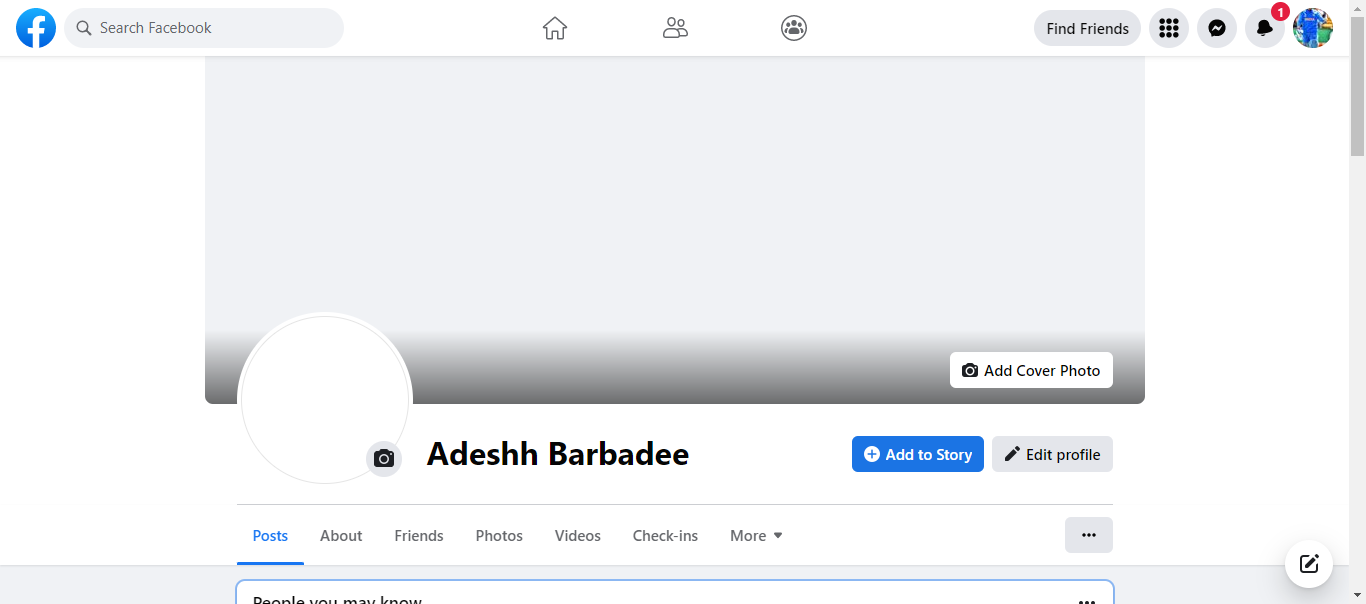 Search Facebook
Find Friends
1
Add Cover Photo
Adeshh Barbadee
Add to Story
Edit profile
Posts About Friends Photos Videos Check-ins More
People you may know